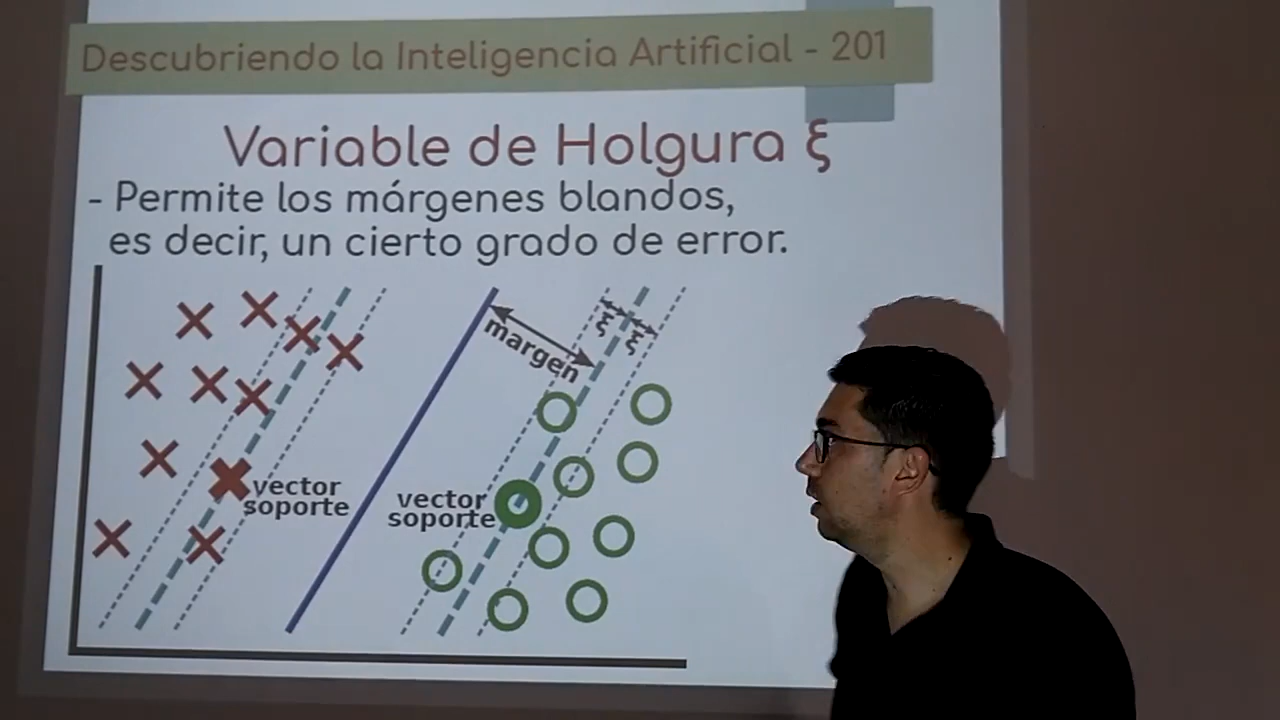 Descubriendo la Inteligencia Artificial - 201
Variable de Holgura ξ
- Permite los márgenes blandos,
es decir, un cierto grado de error.
ξ
ξ
margen
vector
soporte
vector
soporte